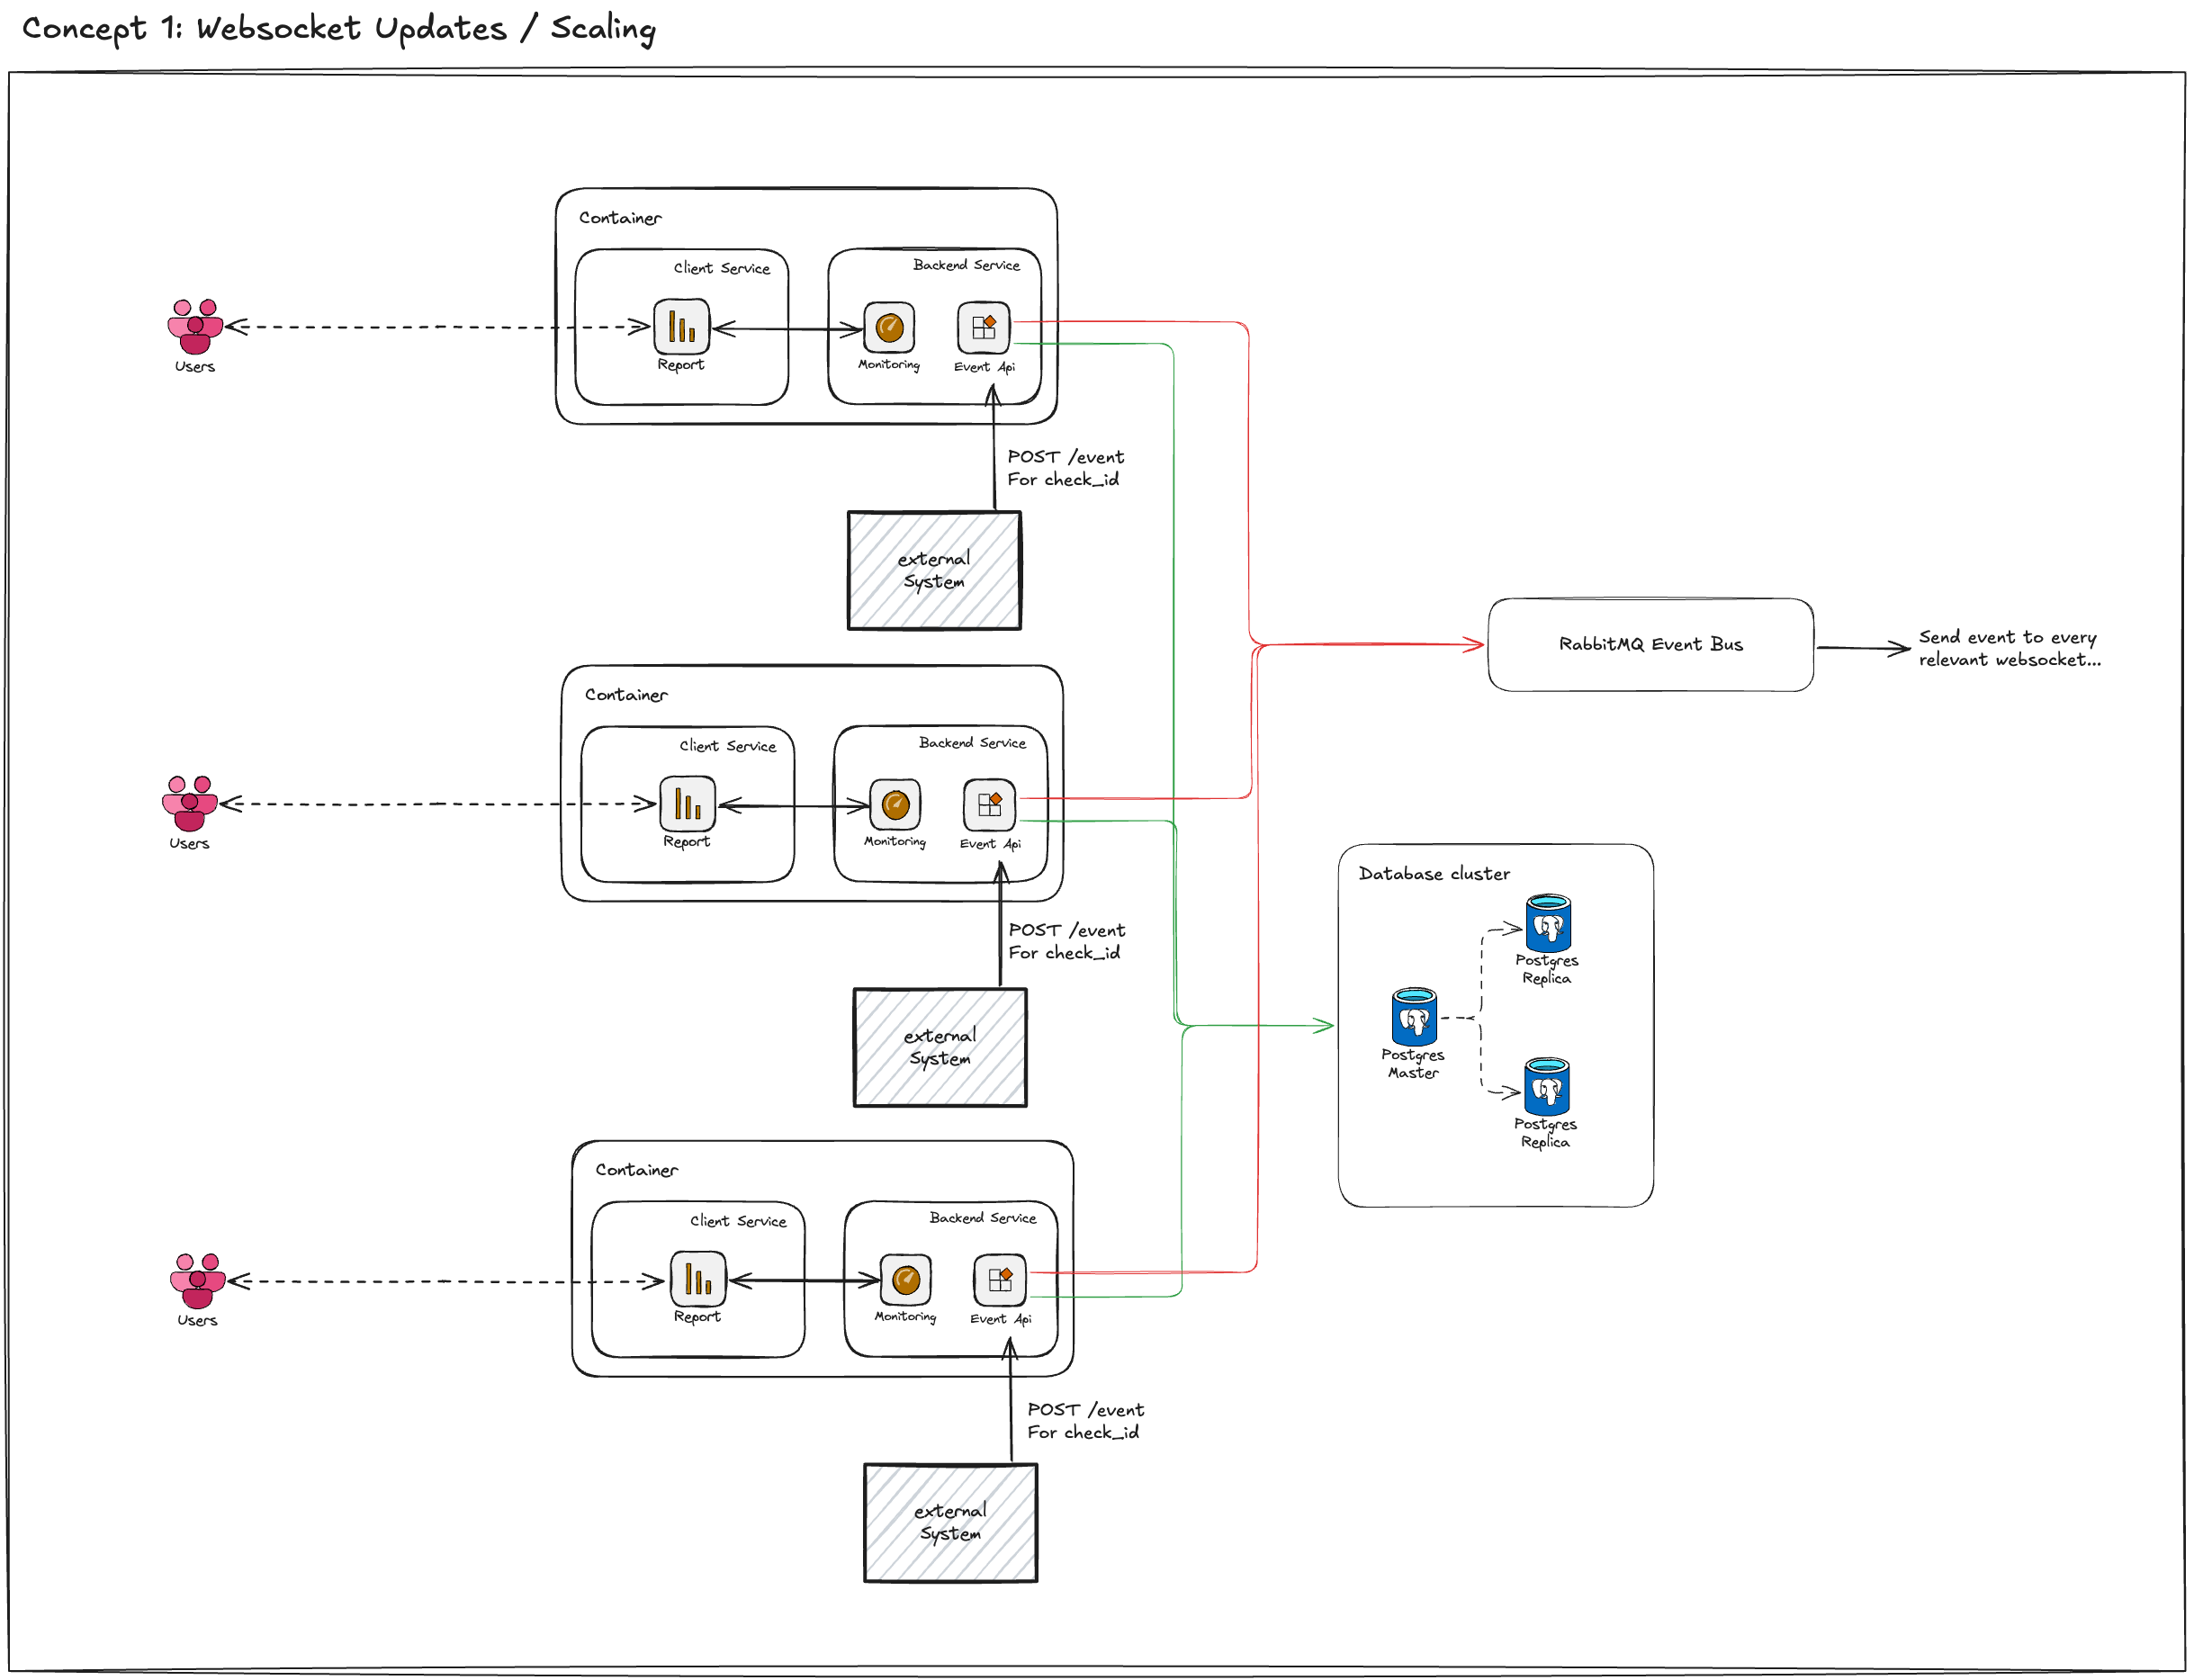 Concept 1: Websocket Updates / Scaling
Container
Client Service
Backend Service
Users
Report
Monitoring
Event Api
POST /event
For check_id
external
System
RabbitMQ Event Bus
Send event to every
relevant websocket...
Container
Client Service
Backend Service
Users
Report
Monitoring
Event Api
POST /event
For check_id
external
System
Database cluster
Postgres
Replica
Postgres
Master
Postgres
Replica
Container
Client Service
Backend Service
Users
Report
Monitoring
Event Api
POST /event
For check_id
external
System